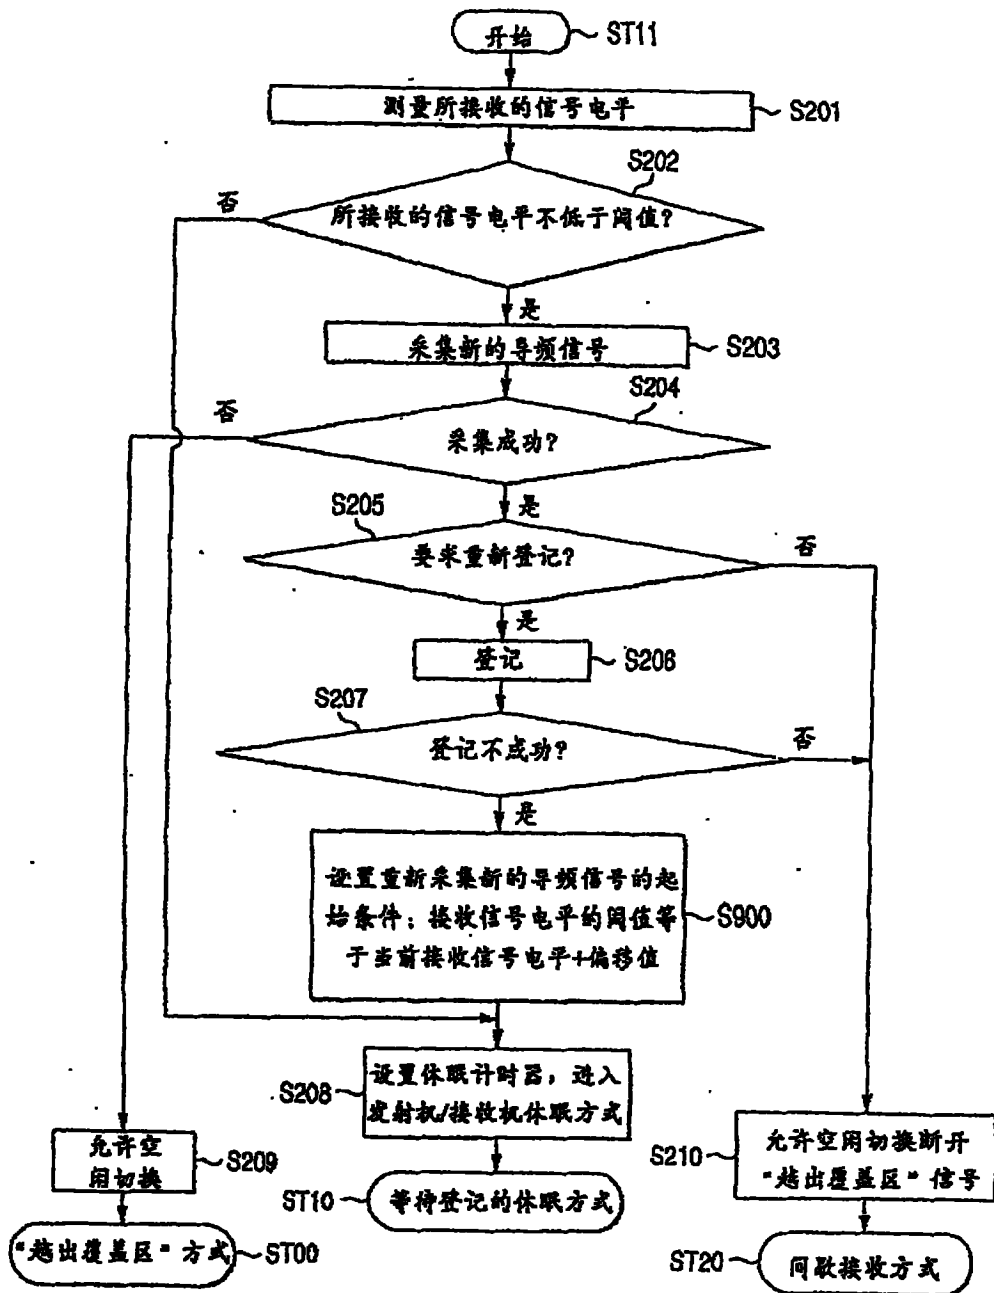 开始
ST11
测量所接收的信号电平
S201
S202
否
所接收的信号电平不低于阈值?
是
采集新的导频信号
S203
S204
否
采集成功?
是
S205
要求重新登记?
否
是
登记
S206
S207
登记不成功?
否
是
设置重新采集新的导频信号的起
始条件：接收信号电平的阈值等
于当前接收信号电平+偏移值
S900
S208
设置休眠计时器，进入
发射机/接收机休眠方式
允许空
闲切换
S209
S210
允许空闲切换断开
"越出覆盖区"信号
ST10
等待登记的休眠方式
"越出覆盖区"方式
ST00
ST20
间歇接收方式